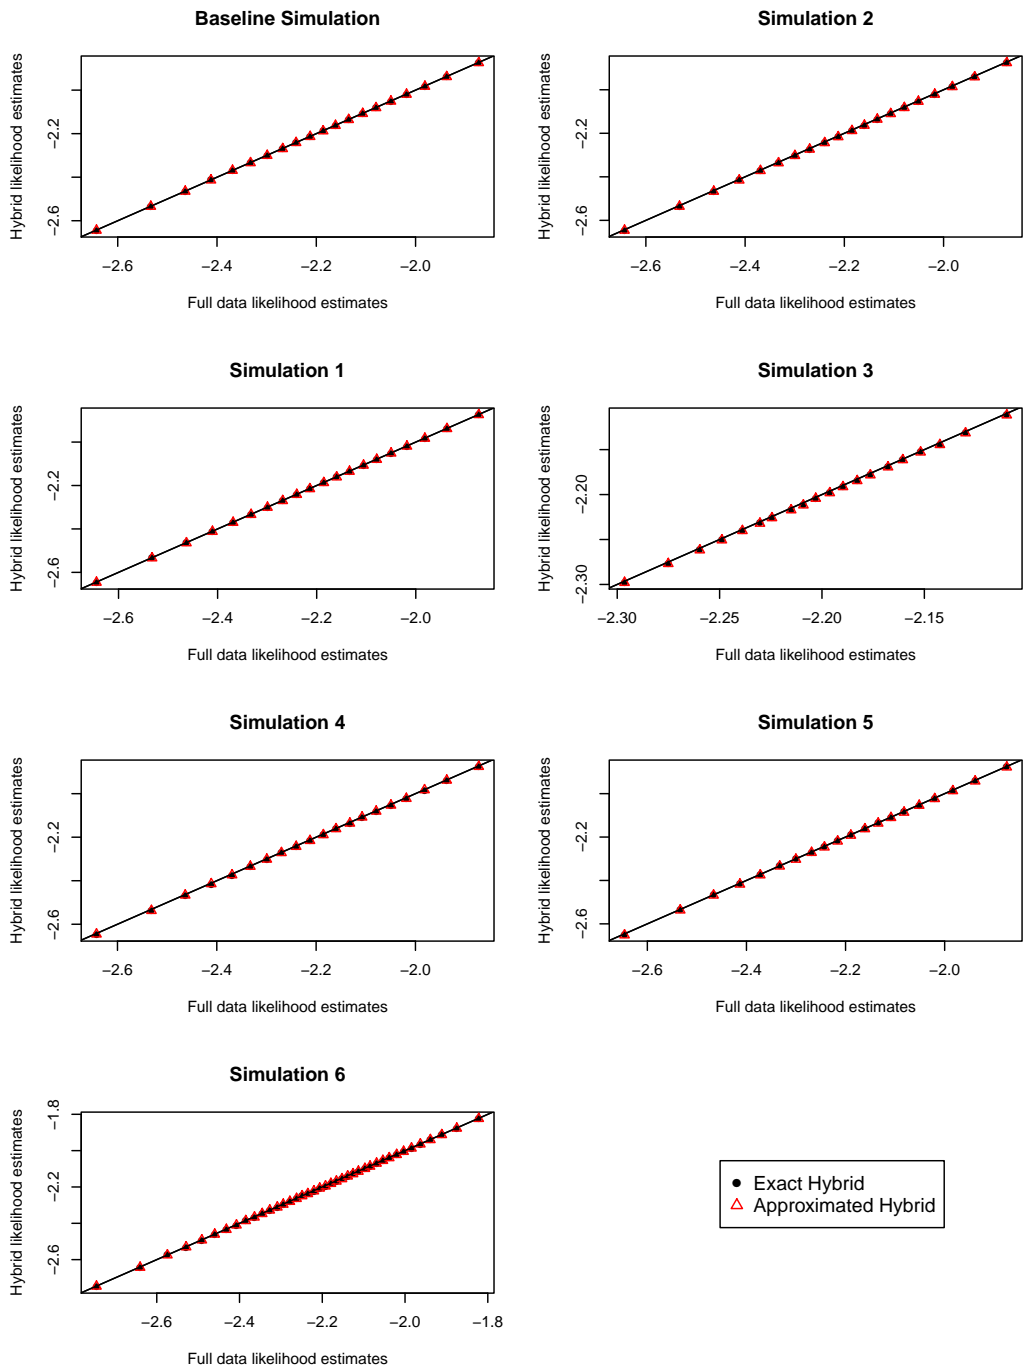 Baseline Simulation
Hybrid likelihood estimates
−2.2
−2.6
−2.6 −2.4 −2.2 −2.0
Full data likelihood estimates
Simulation 2
Hybrid likelihood estimates
−2.2
−2.6
−2.6 −2.4 −2.2 −2.0
Full data likelihood estimates
Simulation 1
Hybrid likelihood estimates
−2.2
−2.6
−2.6 −2.4 −2.2 −2.0
Full data likelihood estimates
Simulation 3
Hybrid likelihood estimates
−2.20
−2.30
−2.30 −2.25 −2.20 −2.15
Full data likelihood estimates
Simulation 4
Hybrid likelihood estimates
−2.2
−2.6
−2.6 −2.4 −2.2 −2.0
Full data likelihood estimates
Simulation 5
Hybrid likelihood estimates
−2.2
−2.6
−2.6 −2.4 −2.2 −2.0
Full data likelihood estimates
Simulation 6
Hybrid likelihood estimates
−1.8
−2.2
−2.6
−2.6 −2.4 −2.2 −2.0 −1.8
Full data likelihood estimates
Exact Hybrid
Approximated Hybrid